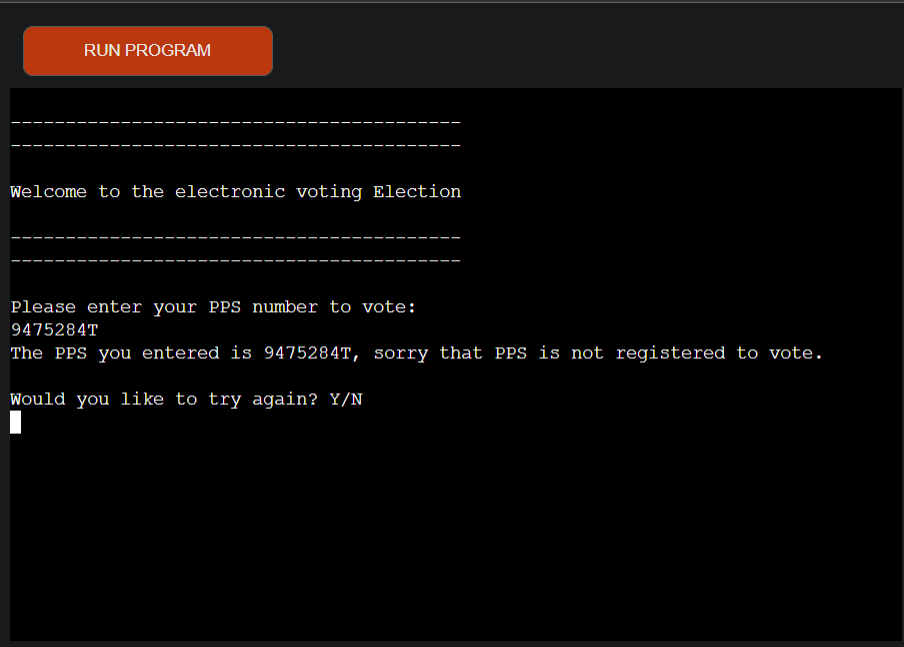 RUN PROGRAM
-----------------------------------------
-----------------------------------------
Welcome to the electronic voting Election
-----------------------------------------
-----------------------------------------
Please enter your PPS number to vote:
9475284T
The PPS you entered is 9475284T, sorry that PPS is not registered to vote.
Would you like to try again? Y/N